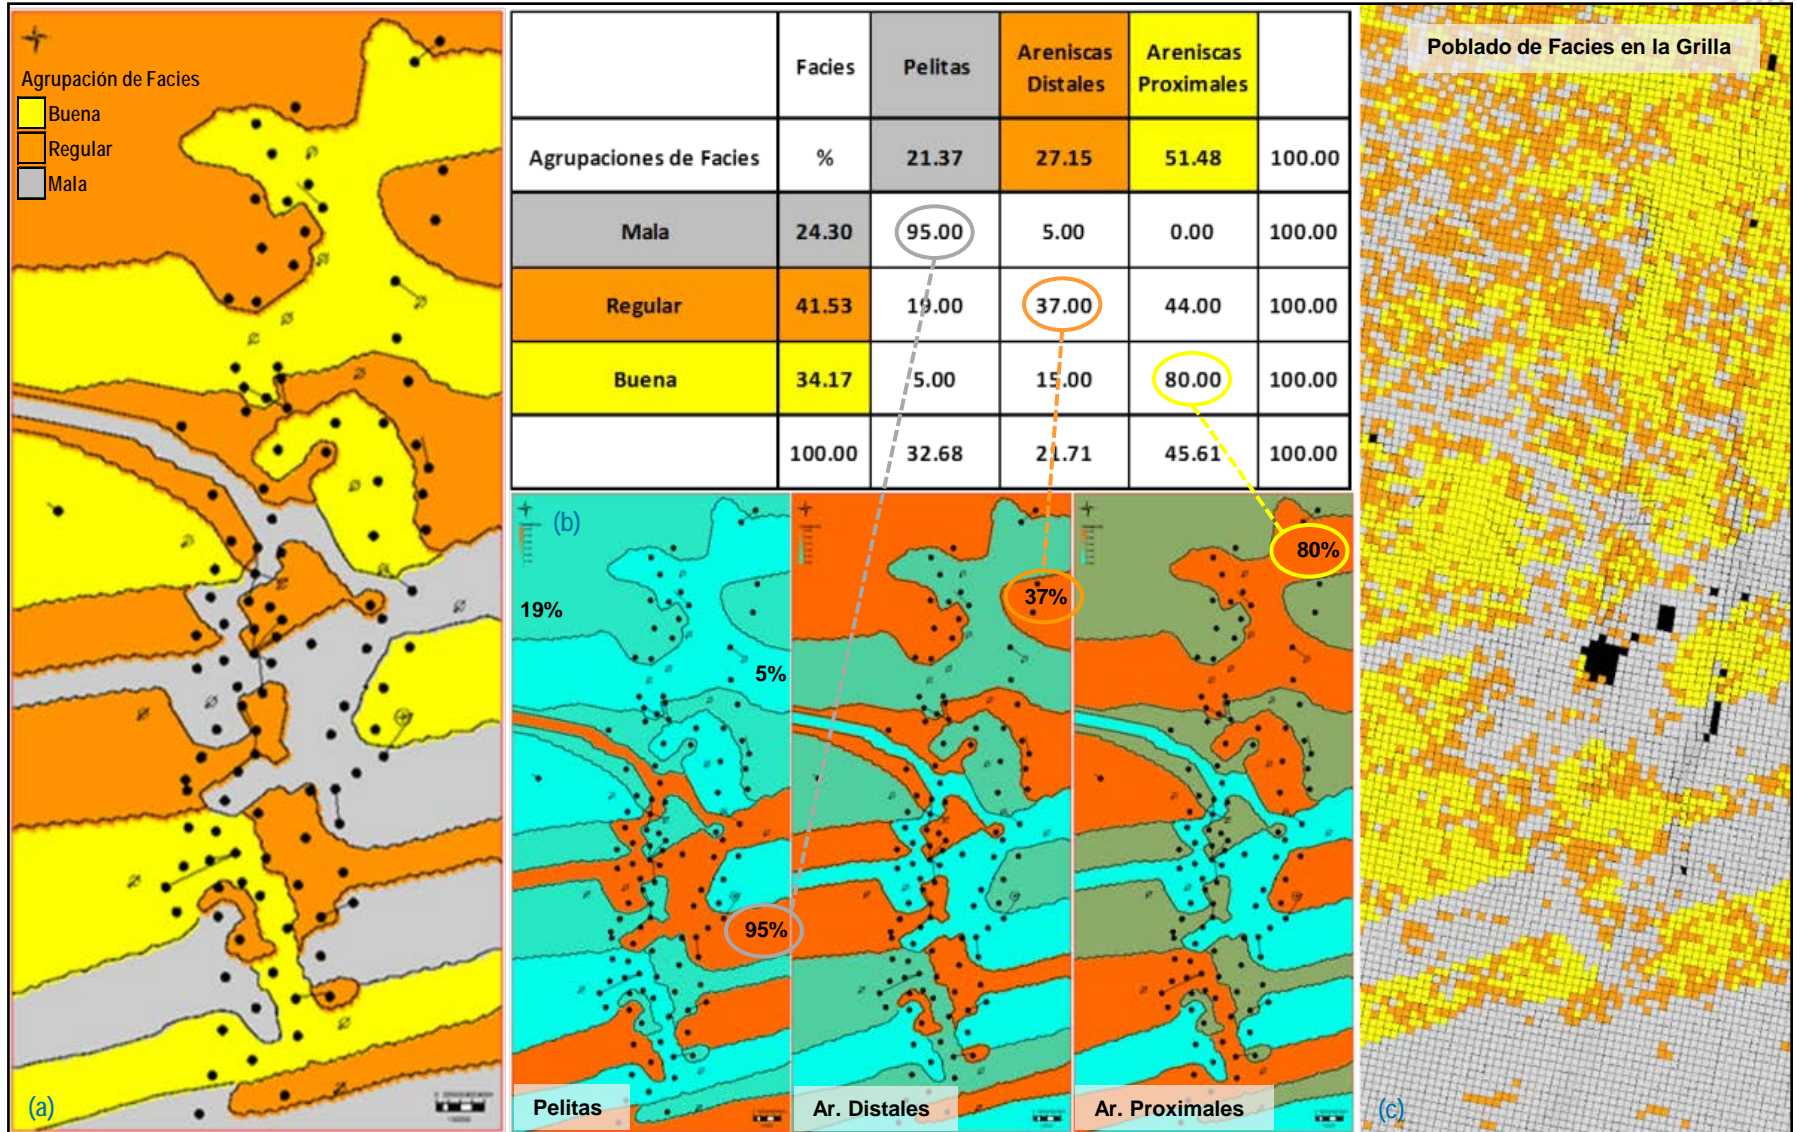 Agrupación de Facies
Buena
Regular
Mala
(a)
Facies Pelitas Areniscas Distales Areniscas Proximales
Agrupaciones de Facies % 21.37 27.15 51.48 100.00
Mala 24.30 95.00 5.00 0.00 100.00
Regular 41.53 19.00 37.00 44.00 100.00
Buena 34.17 5.00 15.00 80.00 100.00
100.00 32.68 21.71 45.61 100.00
(b)
19%
5%
95%
37%
80%
Pelitas
Ar. Distales
Ar. Proximales
Poblado de Facies en la Grilla
(c)